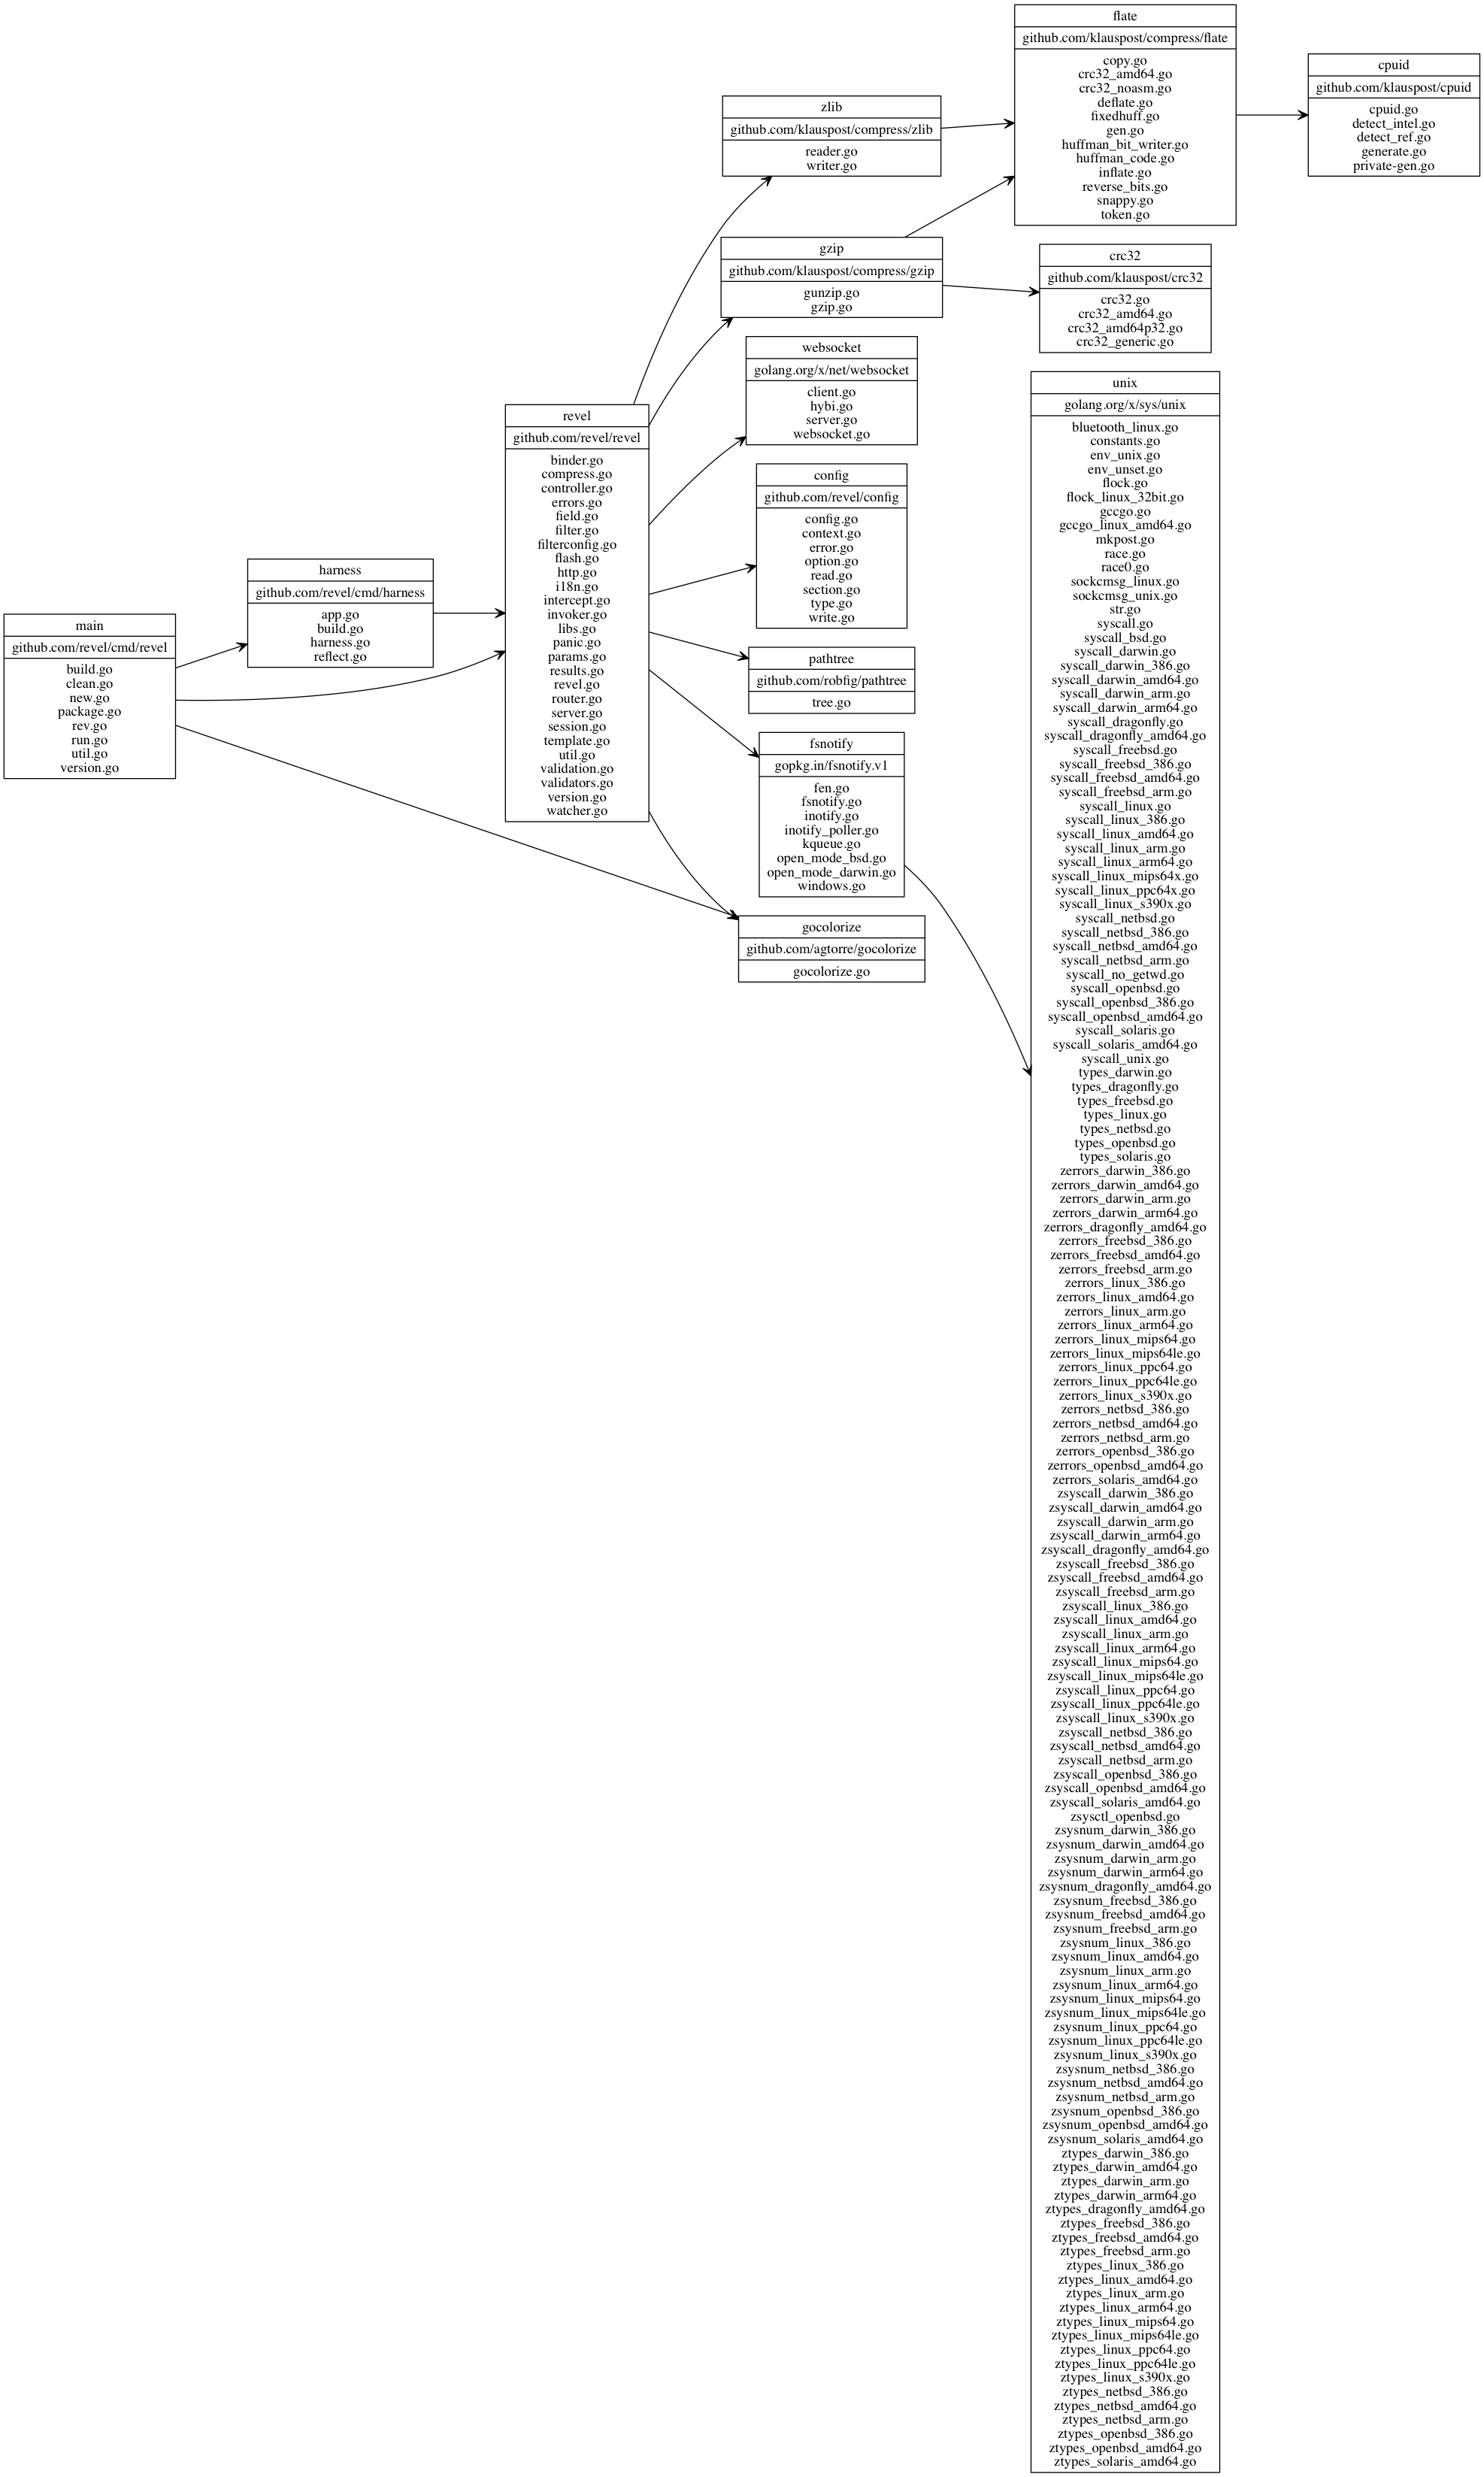 main
github.com/revel/cmd/revel
build.go
clean.go
new.go
package.go
rev.go
run.go
util.go
version.go
harness
github.com/revel/cmd/harness
app.go
build.go
harness.go
reflect.go
revel
github.com/revel/revel
binder.go
compress.go
controller.go
errors.go
field.go
filter.go
filterconfig.go
flash.go
http.go
i18n.go
intercept.go
invoker.go
libs.go
panic.go
params.go
results.go
revel.go
router.go
server.go
session.go
template.go
util.go
validation.go
validators.go
version.go
watcher.go
zlib
github.com/klauspost/compress/zlib
reader.go
writer.go
gzip
github.com/klauspost/compress/gzip
gunzip.go
gzip.go
websocket
golang.org/x/net/websocket
client.go
hybi.go
server.go
websocket.go
config
github.com/revel/config
config.go
context.go
error.go
option.go
read.go
section.go
type.go
write.go
pathtree
github.com/robfig/pathtree
tree.go
fsnotify
gopkg.in/fsnotify.v1
fen.go
fsnotify.go
inotify.go
inotify_poller.go
kqueue.go
open_mode_bsd.go
open_mode_darwin.go
windows.go
gocolorize
github.com/agtorre/gocolorize
gocolorize.go
flate
github.com/klauspost/compress/flate
copy.go
crc32_amd64.go
crc32_noasm.go
deflate.go
fixedhuff.go
gen.go
huffman_bit_writer.go
huffman_code.go
inflate.go
reverse_bits.go
snappy.go
token.go
crc32
github.com/klauspost/crc32
crc32.go
crc32_amd64.go
crc32_amd64p32.go
crc32_generic.go
unix
golang.org/x/sys/unix
bluetooth_linux.go
constants.go
env_unix.go
env_unset.go
flock.go
flock_linux_32bit.go
gccgo.go
gccgo_linux_amd64.go
mkpost.go
race.go
race0.go
sockcmsg_linux.go
sockcmsg_unix.go
str.go
syscall.go
syscall_bsd.go
syscall_darwin.go
syscall_darwin_386.go
syscall_darwin_amd64.go
syscall_darwin_arm.go
syscall_darwin_arm64.go
syscall_dragonfly.go
syscall_dragonfly_amd64.go
syscall_freebsd.go
syscall_freebsd_386.go
syscall_freebsd_amd64.go
syscall_freebsd_arm.go
syscall_linux.go
syscall_linux_386.go
syscall_linux_amd64.go
syscall_linux_arm.go
syscall_linux_arm64.go
syscall_linux_mips64x.go
syscall_linux_ppc64x.go
syscall_linux_s390x.go
syscall_netbsd.go
syscall_netbsd_386.go
syscall_netbsd_amd64.go
syscall_netbsd_arm.go
syscall_no_getwd.go
syscall_openbsd.go
syscall_openbsd_386.go
syscall_openbsd_amd64.go
syscall_solaris.go
syscall_solaris_amd64.go
syscall_unix.go
types_darwin.go
types_dragonfly.go
types_freebsd.go
types_linux.go
types_netbsd.go
types_openbsd.go
types_solaris.go
zerrors_darwin_386.go
zerrors_darwin_amd64.go
zerrors_darwin_arm.go
zerrors_darwin_arm64.go
zerrors_dragonfly_amd64.go
zerrors_freebsd_386.go
zerrors_freebsd_amd64.go
zerrors_freebsd_arm.go
zerrors_linux_386.go
zerrors_linux_amd64.go
zerrors_linux_arm.go
zerrors_linux_arm64.go
zerrors_linux_mips64.go
zerrors_linux_mips64le.go
zerrors_linux_ppc64.go
zerrors_linux_ppc64le.go
zerrors_linux_s390x.go
zerrors_netbsd_386.go
zerrors_netbsd_amd64.go
zerrors_netbsd_arm.go
zerrors_openbsd_386.go
zerrors_openbsd_amd64.go
zerrors_solaris_amd64.go
zsyscall_darwin_386.go
zsyscall_darwin_amd64.go
zsyscall_darwin_arm.go
zsyscall_darwin_arm64.go
zsyscall_dragonfly_amd64.go
zsyscall_freebsd_386.go
zsyscall_freebsd_amd64.go
zsyscall_freebsd_arm.go
zsyscall_linux_386.go
zsyscall_linux_amd64.go
zsyscall_linux_arm.go
zsyscall_linux_arm64.go
zsyscall_linux_mips64.go
zsyscall_linux_mips64le.go
zsyscall_linux_ppc64.go
zsyscall_linux_ppc64le.go
zsyscall_linux_s390x.go
zsyscall_netbsd_386.go
zsyscall_netbsd_amd64.go
zsyscall_netbsd_arm.go
zsyscall_openbsd_386.go
zsyscall_openbsd_amd64.go
zsyscall_solaris_amd64.go
zsysctl_openbsd.go
zsysnum_darwin_386.go
zsysnum_darwin_amd64.go
zsysnum_darwin_arm.go
zsysnum_darwin_arm64.go
zsysnum_dragonfly_amd64.go
zsysnum_freebsd_386.go
zsysnum_freebsd_amd64.go
zsysnum_freebsd_arm.go
zsysnum_linux_386.go
zsysnum_linux_amd64.go
zsysnum_linux_arm.go
zsysnum_linux_arm64.go
zsysnum_linux_mips64.go
zsysnum_linux_mips64le.go
zsysnum_linux_ppc64.go
zsysnum_linux_ppc64le.go
zsysnum_linux_s390x.go
zsysnum_netbsd_386.go
zsysnum_netbsd_amd64.go
zsysnum_netbsd_arm.go
zsysnum_openbsd_386.go
zsysnum_openbsd_amd64.go
zsysnum_solaris_amd64.go
ztypes_darwin_386.go
ztypes_darwin_amd64.go
ztypes_darwin_arm.go
ztypes_darwin_arm64.go
ztypes_dragonfly_amd64.go
ztypes_freebsd_386.go
ztypes_freebsd_amd64.go
ztypes_freebsd_arm.go
ztypes_linux_386.go
ztypes_linux_amd64.go
ztypes_linux_arm.go
ztypes_linux_arm64.go
ztypes_linux_mips64.go
ztypes_linux_mips64le.go
ztypes_linux_ppc64.go
ztypes_linux_ppc64le.go
ztypes_linux_s390x.go
ztypes_netbsd_386.go
ztypes_netbsd_amd64.go
ztypes_netbsd_arm.go
ztypes_openbsd_386.go
ztypes_openbsd_amd64.go
ztypes_solaris_amd64.go
cpuid
github.com/klauspost/cpuid
cpuid.go
detect_intel.go
detect_ref.go
generate.go
private-gen.go